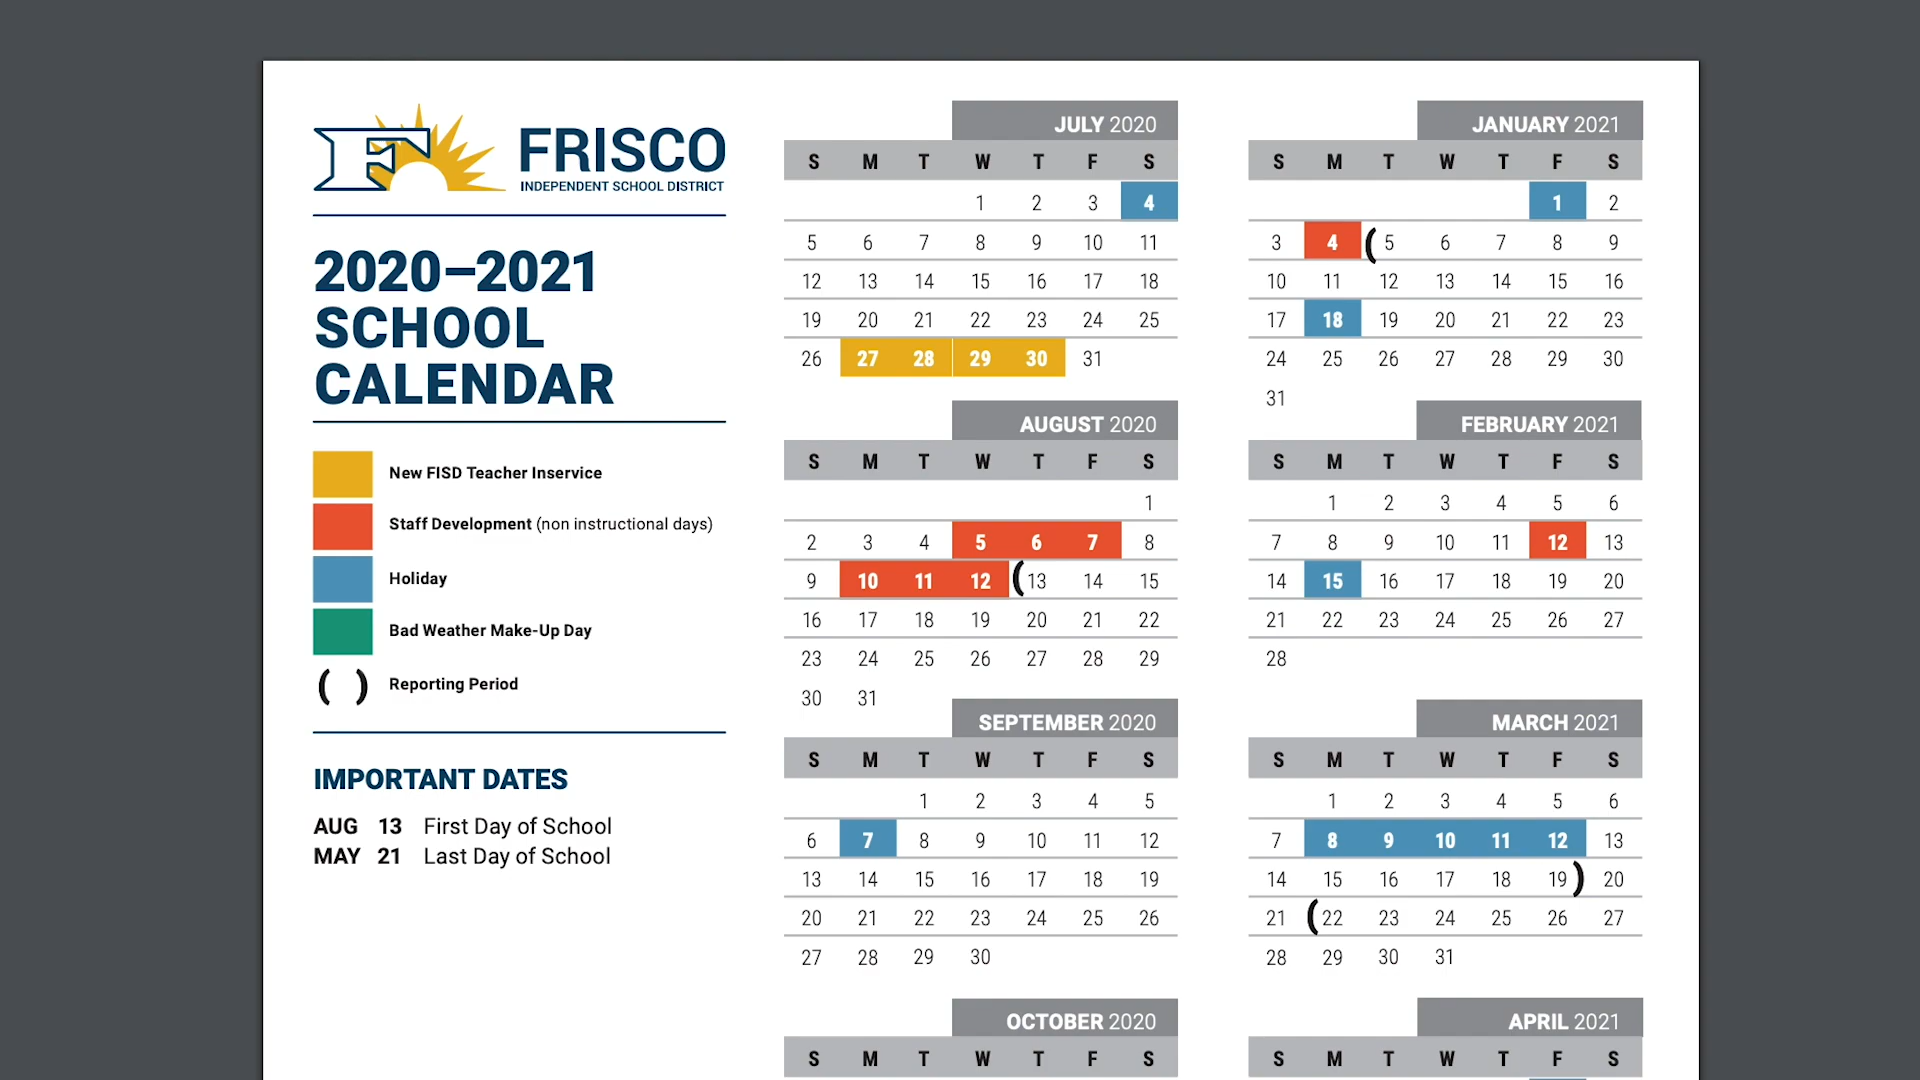 F FRISCO
INDEPENDENT SCHOOL DISTRICT
2020–2021
SCHOOL
CALENDAR
New FISD Teacher Inservice
Staff Development (non instructional days)
Holiday
Bad Weather Make-Up Day
( ) Reporting Period
IMPORTANT DATES
AUG 13 First Day of School
MAY 21 Last Day of School
JULY 2020
S M T W T F S
1 2 3 4
5 6 7 8 9 10 11
12 13 14 15 16 17 18
19 20 21 22 23 24 25
26 27 28 29 30 31
AUGUST 2020
S M T W T F S
1
2 3 4 5 6 7 8
9 10 11 12 (13 14 15
16 17 18 19 20 21 22
23 24 25 26 27 28 29
30 31
SEPTEMBER 2020
S M T W T F S
1 2 3 4 5
6 7 8 9 10 11 12
13 14 15 16 17 18 19
20 21 22 23 24 25 26
27 28 29 30
OCTOBER 2020
S M T W T F S
JANUARY 2021
S M T W T F S
1 2
3 4 (5 6 7 8 9
10 11 12 13 14 15 16
17 18 19 20 21 22 23
24 25 26 27 28 29 30
31
FEBRUARY 2021
S M T W T F S
1 2 3 4 5 6
7 8 9 10 11 12 13
14 15 16 17 18 19 20
21 22 23 24 25 26 27
28
MARCH 2021
S M T W T F S
1 2 3 4 5 6
7 8 9 10 11 12 13
14 15 16 17 18 19) 20
21 (22 23 24 25 26 27
28 29 30 31
APRIL 2021
S M T W T F S